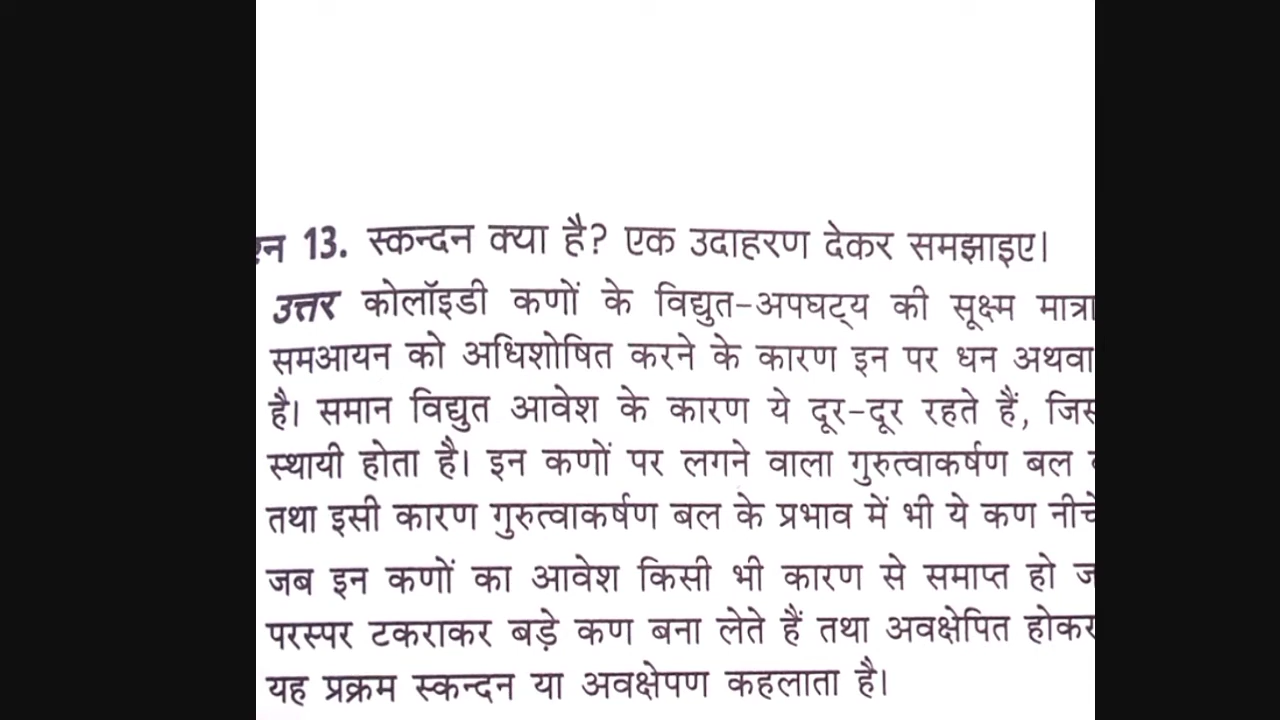 13. स्कन्दन क्या है? एक उदाहरण देकर समझाइए।
उत्तर कोलॉइडी कणों के विद्युत-अपघट्य की सूक्ष्म मात्रा
समआयन को अधिशोषित करने के कारण इन पर धन अथवा
है। समान विद्युत आवेश के कारण ये दूर-दूर रहते हैं,
स्थायी होता है। इन कणों पर लगने वाला गुरुत्वाकर्षण बल
तथा इसी कारण गुरुत्वाकर्षण बल के प्रभाव में भी ये कण नीचे
जब इन कणों का आवेश किसी भी कारण से समाप्त हो
परस्पर टकराकर बड़े कण बना लेते हैं तथा अवक्षेपित होकर
यह प्रक्रम स्कन्दन या अवक्षेपण कहलाता है।